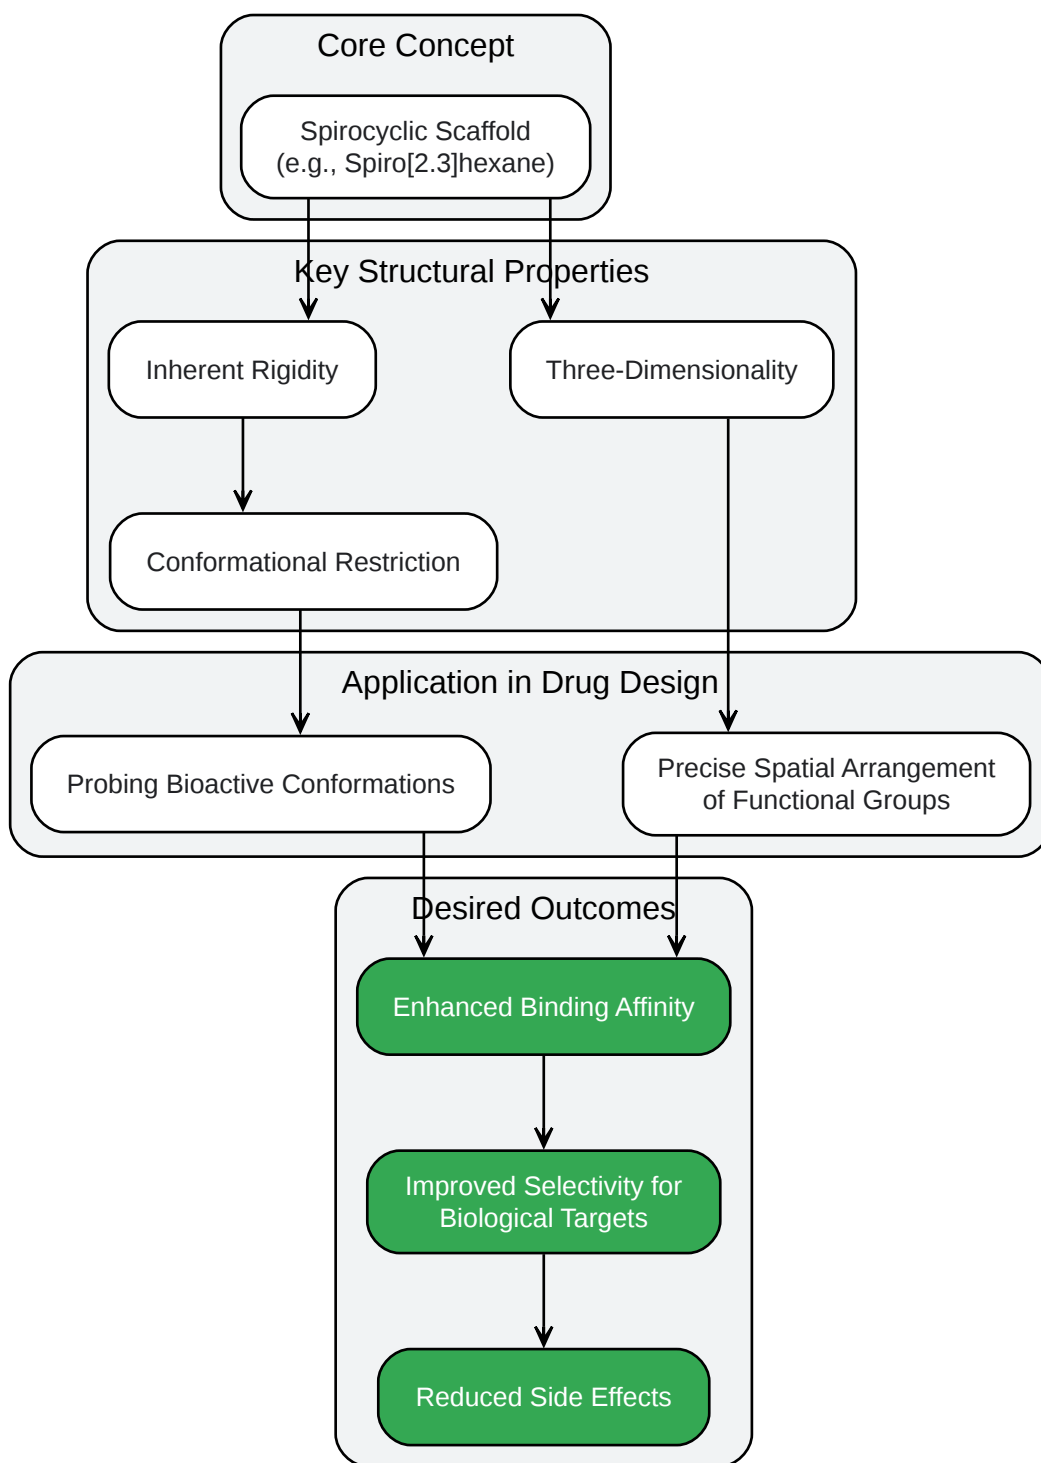 Core Concept
Spirocyclic Scaffold
(e.g., Spiro[2.3]hexane)
Key Structural Properties
Inherent Rigidity
Three-Dimensionality
Conformational Restriction
Application in Drug Design
Probing Bioactive Conformations
Precise Spatial Arrangement
of Functional Groups
Desired Outcomes
Enhanced Binding Affinity
Improved Selectivity for
Biological Targets
Reduced Side Effects